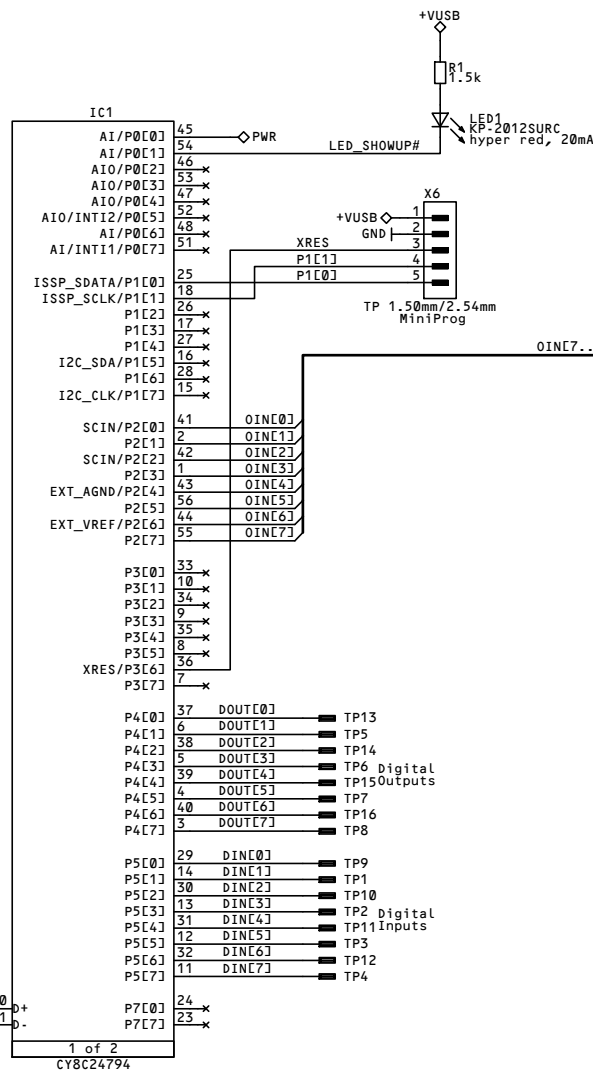 +VUSB
R1
1.5k
LED1
KP-2012SURC
hyper red, 20mA
IC1
AI/P0[0] 45 PWR
AI/P0[1] 54 LED_SHOWUP#
AIO/P0[2] 46
AIO/P0[3] 53
AIO/P0[4] 47
AIO/INTI2/P0[5] 52
AI/P0[6] 48
AI/INTI1/P0[7] 51
X6
+VUSB 1
GND 2
XRES 3
P1[1] 4
P1[0] 5
TP 1.50mm/2.54mm
MiniProg
ISSP_SDATA/P1[0] 25
ISSP_SCLK/P1[1] 18
P1[2] 26
P1[3] 17
P1[4] 27
I2C_SDA/P1[5] 16
P1[6] 28
I2C_CLK/P1[7] 15
OIN[7..
SCIN/P2[0] 41 OIN[0]
P2[1] 2 OIN[1]
SCIN/P2[2] 42 OIN[2]
P2[3] 1 OIN[3]
EXT_AGND/P2[4] 43 OIN[4]
P2[5] 56 OIN[5]
EXT_VREF/P2[6] 44 OIN[6]
P2[7] 55 OIN[7]
P3[0] 33
P3[1] 10
P3[2] 34
P3[3] 9
P3[4] 35
P3[5] 8
XRES/P3[6] 36
P3[7] 7
P4[0] 37 DOUT[0] TP13
P4[1] 6 DOUT[1] TP5
P4[2] 38 DOUT[2] TP14
P4[3] 5 DOUT[3] TP6
P4[4] 39 DOUT[4] TP15
P4[5] 4 DOUT[5] TP7
P4[6] 40 DOUT[6] TP16
P4[7] 3 DOUT[7] TP8
Digital
Outputs
P5[0] 29 DIN[0] TP9
P5[1] 14 DIN[1] TP1
P5[2] 30 DIN[2] TP10
P5[3] 13 DIN[3] TP2
P5[4] 31 DIN[4] TP11
P5[5] 12 DIN[5] TP3
P5[6] 32 DIN[6] TP12
P5[7] 11 DIN[7] TP4
Digital
Inputs
0 D+ P7[0] 24
1 D- P7[7] 23
1 of 2
CY8C24794